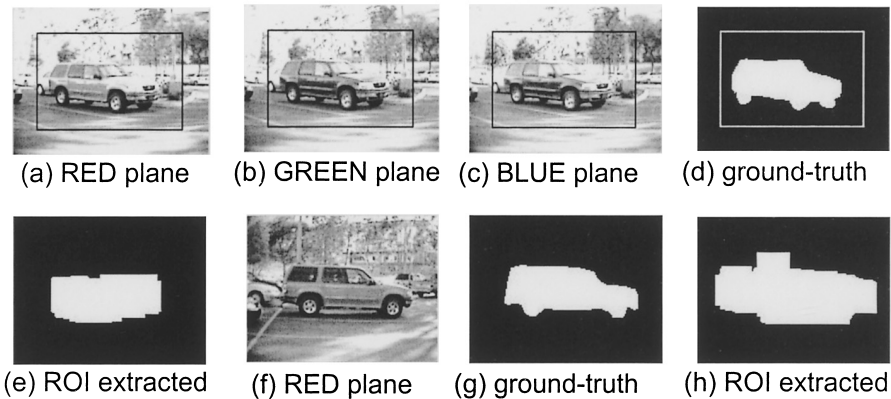 (a) RED plane
(b) GREEN plane
(c) BLUE plane
(d) ground-truth
(e) ROI extracted
(f) RED plane
(g) ground-truth
(h) ROI extracted